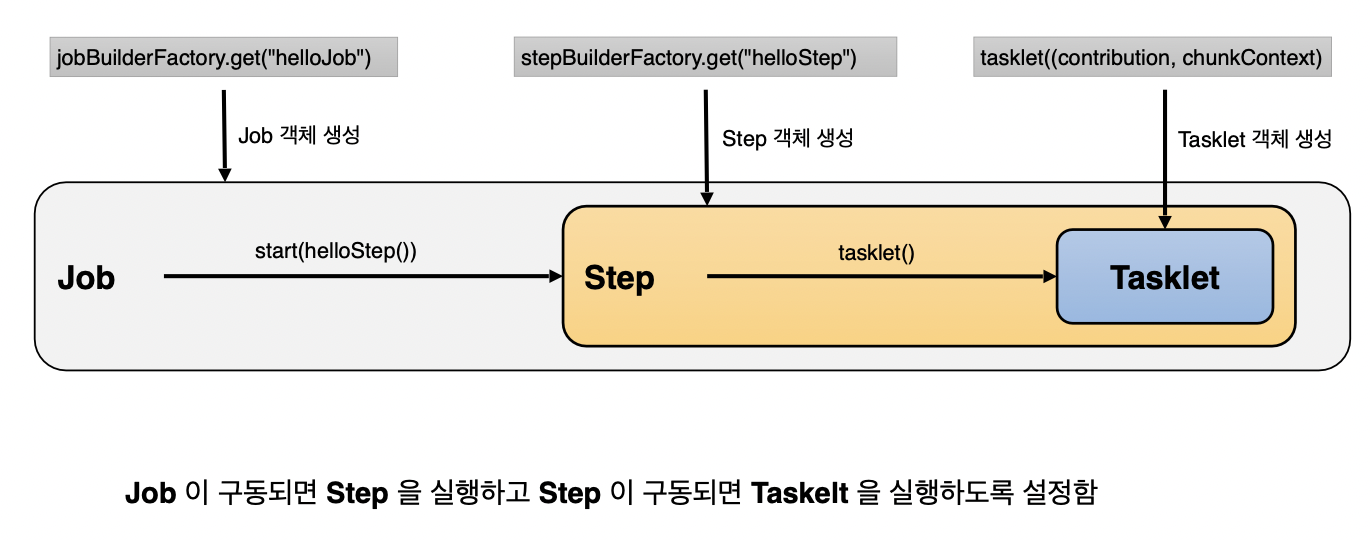 jobBuilderFactory.get("helloJob")
stepBuilderFactory.get("helloStep")
tasklet((contribution, chunkContext)
Job 객체 생성
Step 객체 생성
Tasklet 객체 생성
Job
start(helloStep())
Step
tasklet()
Tasklet
Job 이 구동되면 Step 을 실행하고 Step 이 구동되면 Taskelt 을 실행하도록 설정함